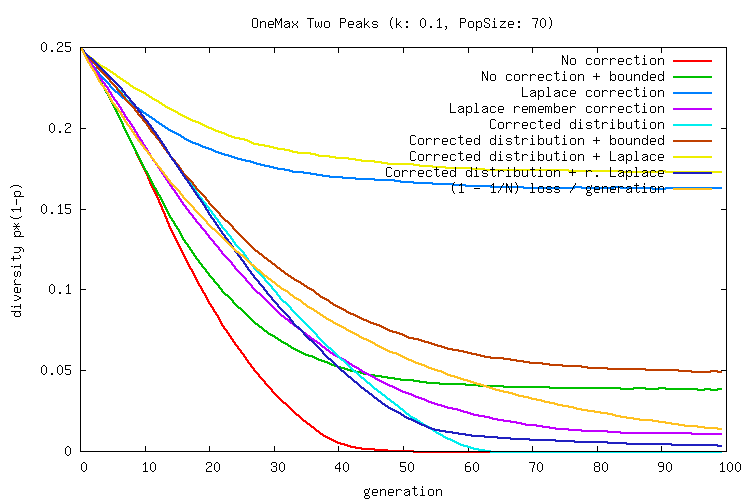 OneMax Two Peaks (k: 0.1, PopSize: 70)
No correction
No correction + bounded
Laplace correction
Laplace remember correction
Corrected distribution
Corrected distribution + bounded
Corrected distribution + Laplace
Corrected distribution + r. Laplace
(1 - 1/N) loss / generation
diversity p*(1-p)
0.25
0.2
0.15
0.1
0.05
0
0 10 20 30 40 50 60 70 80 90 100
generation